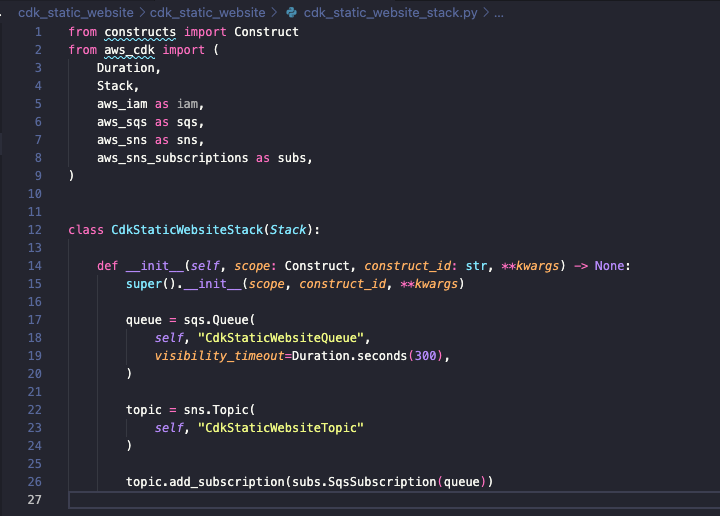 cdk_static_website > cdk_static_website > cdk_static_website_stack.py > ...
1 from constructs import Construct
2 from aws_cdk import (
3     Duration,
4     Stack,
5     aws_iam as iam,
6     aws_sqs as sqs,
7     aws_sns as sns,
8     aws_sns_subscriptions as subs,
9 )
10
11
12 class CdkStaticWebsiteStack(Stack):
13
14     def __init__(self, scope: Construct, construct_id: str, **kwargs) -> None:
15         super().__init__(scope, construct_id, **kwargs)
16
17         queue = sqs.Queue(
18             self, "CdkStaticWebsiteQueue",
19             visibility_timeout=Duration.seconds(300),
20         )
21
22         topic = sns.Topic(
23             self, "CdkStaticWebsiteTopic"
24         )
25
26         topic.add_subscription(subs.SqsSubscription(queue))
27